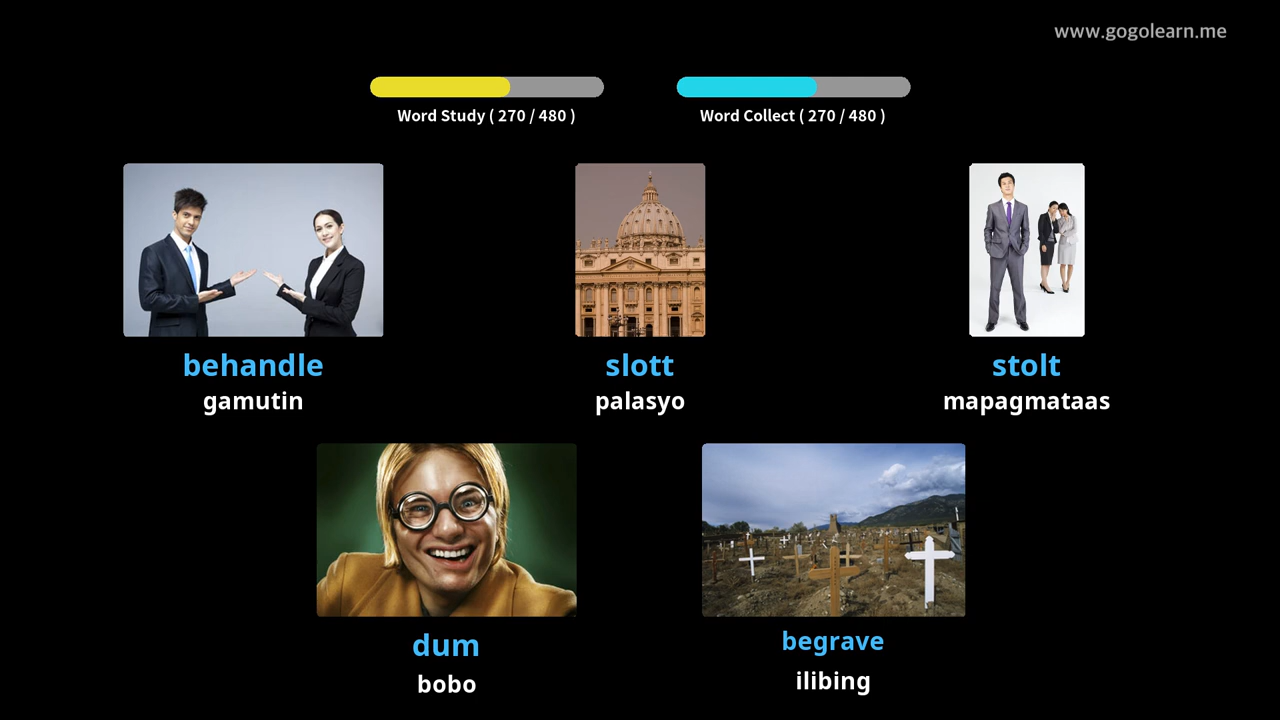 www.gogolearn.me
Word Study ( 270 / 480 )
Word Collect ( 270 / 480 )
behandle
gamutin
slott
palasyo
stolt
mapagmataas
dum
bobo
begrave
ilibing